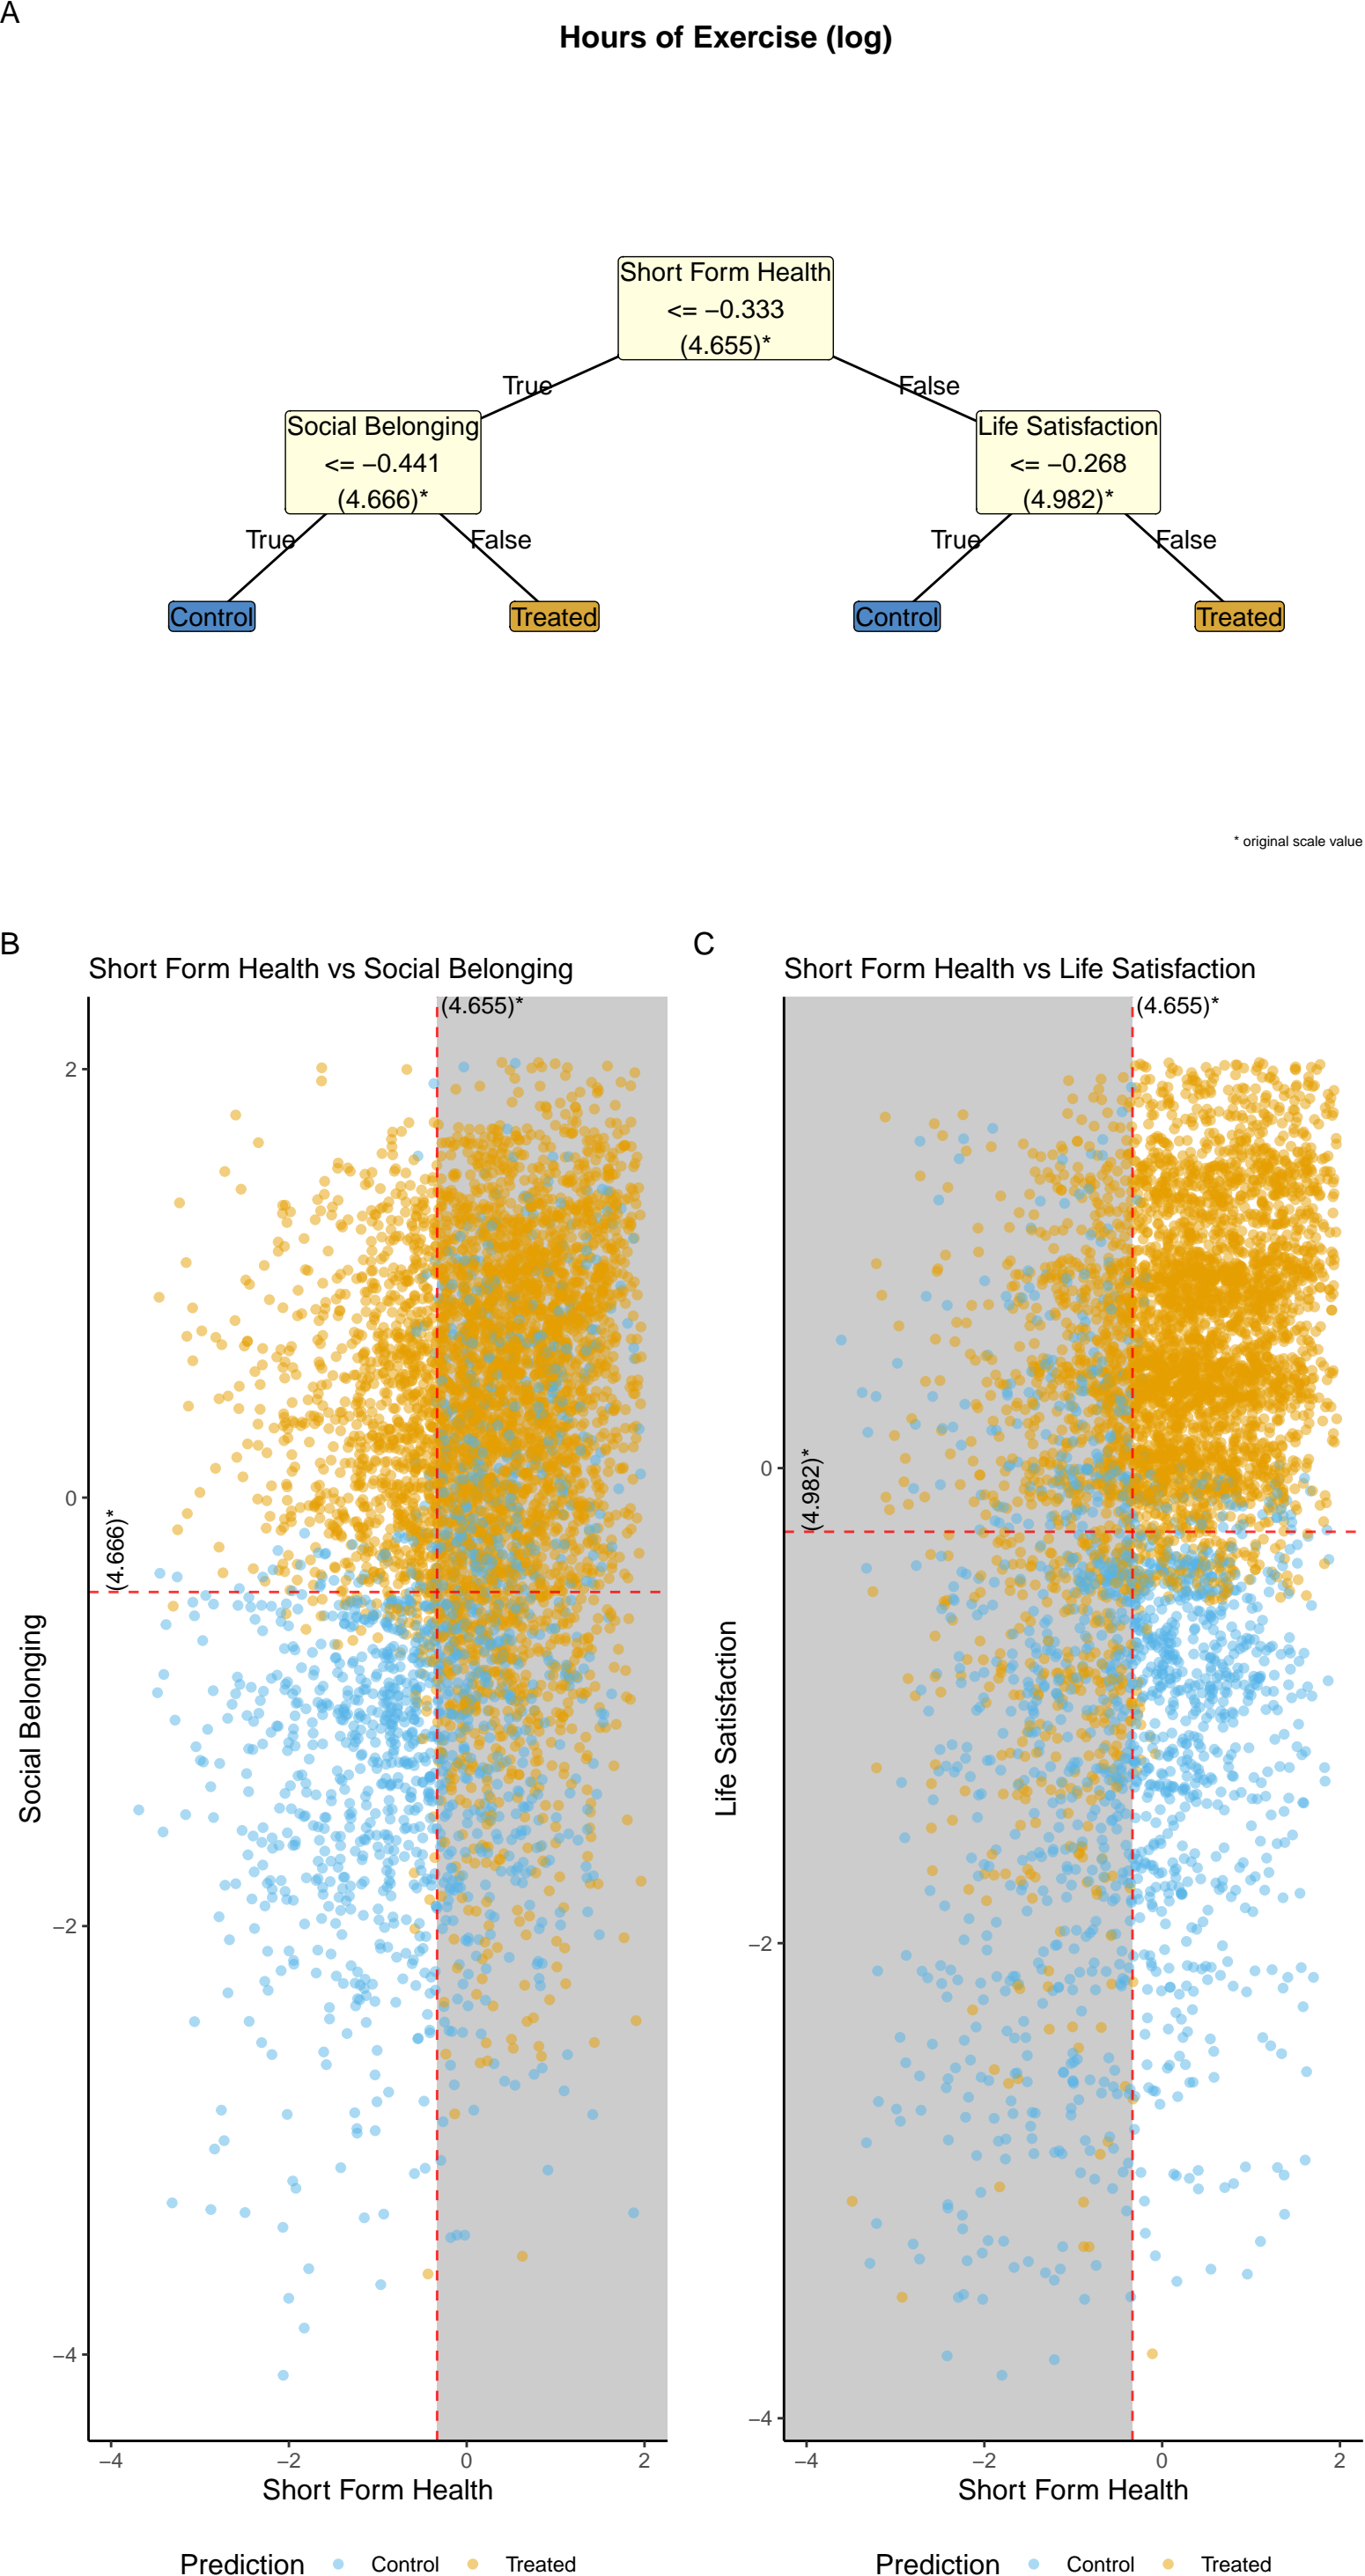 A
Hours of Exercise (log)
Short Form Health
<= −0.333
(4.655)*
True
False
Social Belonging
<= −0.441
(4.666)*
Life Satisfaction
<= −0.268
(4.982)*
True
False
True
False
Control
Treated
Control
Treated
* original scale value
B
Short Form Health vs Social Belonging
(4.655)*
2
0
−2
−4
(4.666)*
Social Belonging
−4
−2
0
2
Short Form Health
Prediction Control Treated
C
Short Form Health vs Life Satisfaction
(4.655)*
0
−2
−4
(4.982)*
Life Satisfaction
−4
−2
0
2
Short Form Health
Prediction Control Treated